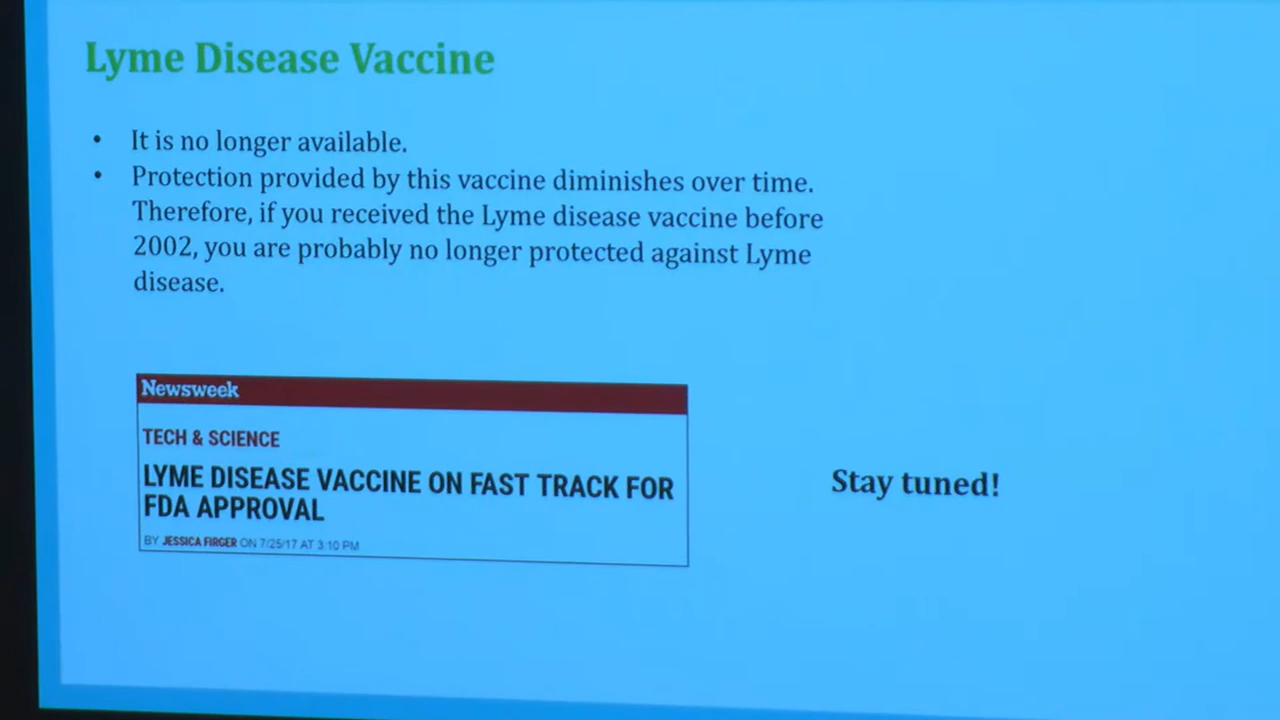 Lyme Disease Vaccine
• It is no longer available.
• Protection provided by this vaccine diminishes over time.
Therefore, if you received the Lyme disease vaccine before
2002, you are probably no longer protected against Lyme
disease.
Newsweek
TECH & SCIENCE
LYME DISEASE VACCINE ON FAST TRACK FOR
FDA APPROVAL
BY JESSICA FIRGER ON 7/25/17 AT 3:10 PM
Stay tuned!